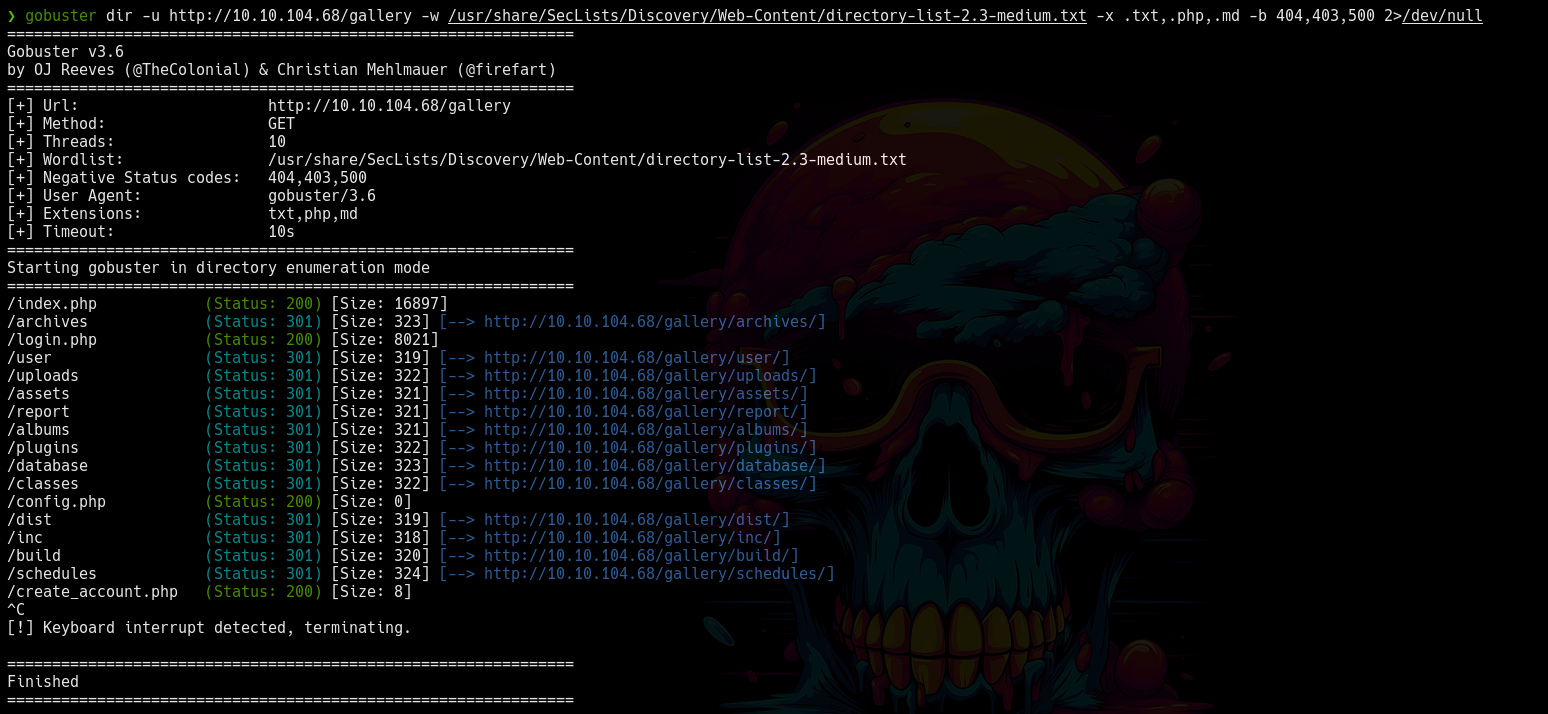 ❯ gobuster dir -u http://10.10.104.68/gallery -w /usr/share/SecLists/Discovery/Web-Content/directory-list-2.3-medium.txt -x .txt,.php,.md -b 404,403,500 2>/dev/null
===============================================================
Gobuster v3.6
by OJ Reeves (@TheColonial) & Christian Mehlmauer (@firefart)
===============================================================
[+] Url:                     http://10.10.104.68/gallery
[+] Method:                  GET
[+] Threads:                 10
[+] Wordlist:                /usr/share/SecLists/Discovery/Web-Content/directory-list-2.3-medium.txt
[+] Negative Status codes:   404,403,500
[+] User Agent:              gobuster/3.6
[+] Extensions:              txt,php,md
[+] Timeout:                 10s
===============================================================
Starting gobuster in directory enumeration mode
===============================================================
/index.php            (Status: 200) [Size: 16897]
/archives             (Status: 301) [Size: 323] [--> http://10.10.104.68/gallery/archives/]
/login.php            (Status: 200) [Size: 8021]
/user                 (Status: 301) [Size: 319] [--> http://10.10.104.68/gallery/user/]
/uploads              (Status: 301) [Size: 322] [--> http://10.10.104.68/gallery/uploads/]
/assets               (Status: 301) [Size: 321] [--> http://10.10.104.68/gallery/assets/]
/report               (Status: 301) [Size: 321] [--> http://10.10.104.68/gallery/report/]
/albums               (Status: 301) [Size: 321] [--> http://10.10.104.68/gallery/albums/]
/plugins              (Status: 301) [Size: 322] [--> http://10.10.104.68/gallery/plugins/]
/database             (Status: 301) [Size: 323] [--> http://10.10.104.68/gallery/database/]
/classes              (Status: 301) [Size: 322] [--> http://10.10.104.68/gallery/classes/]
/config.php           (Status: 200) [Size: 0]
/dist                 (Status: 301) [Size: 319] [--> http://10.10.104.68/gallery/dist/]
/inc                  (Status: 301) [Size: 318] [--> http://10.10.104.68/gallery/inc/]
/build                (Status: 301) [Size: 320] [--> http://10.10.104.68/gallery/build/]
/schedules            (Status: 301) [Size: 324] [--> http://10.10.104.68/gallery/schedules/]
/create_account.php   (Status: 200) [Size: 8]
^C
[!] Keyboard interrupt detected, terminating.
===============================================================
Finished
===============================================================